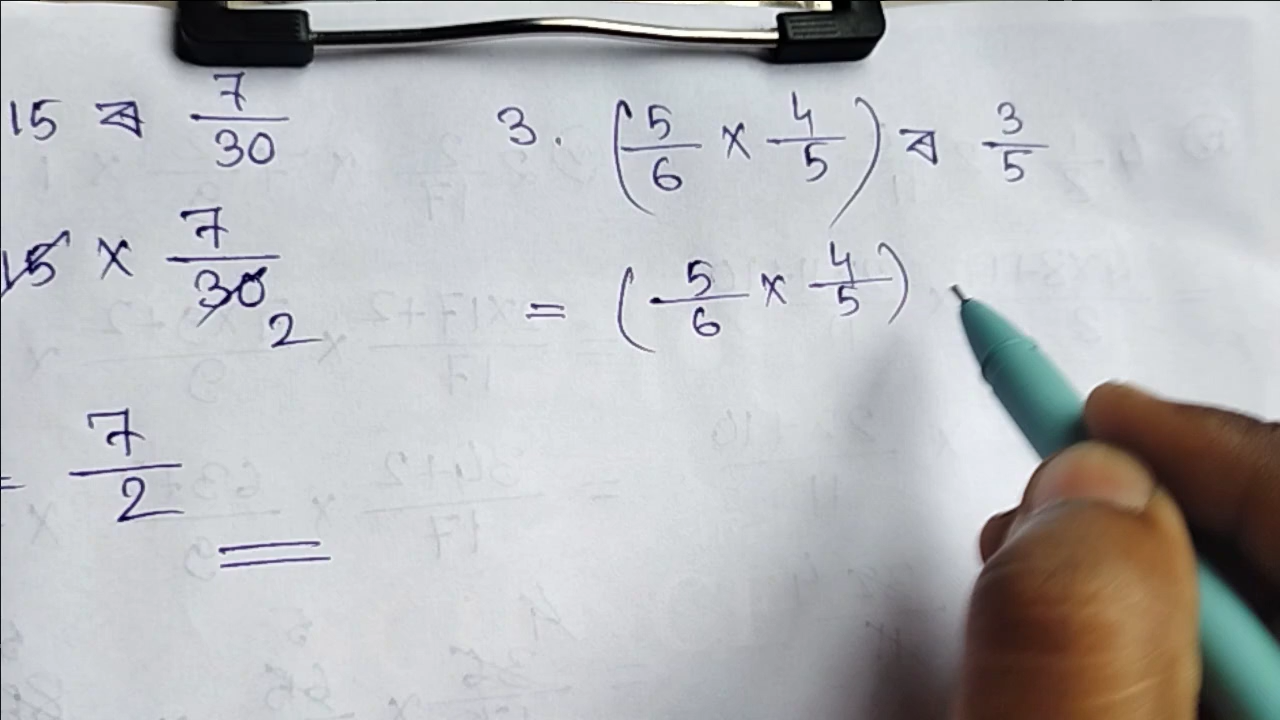 15 ৰ 7/30
15 × 7/30 2
= 7/2
3. (5/6 × 4/5) ৰ 3/5
= (5/6 × 4/5)